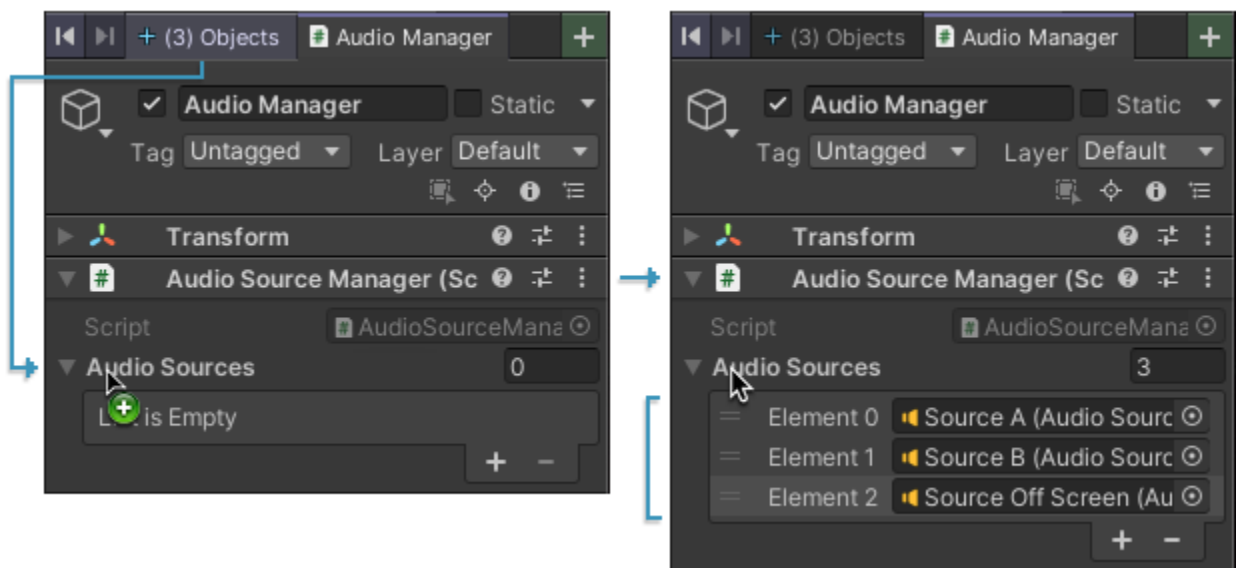 (3) Objects
Audio Manager
Audio Manager
Static
Tag
Untagged
Layer
Default
Transform
Audio Source Manager (Sc
Script
AudioSourceMana
Audio Sources
0
is Empty
(3) Objects
Audio Manager
Audio Manager
Static
Tag
Untagged
Layer
Default
Transform
Audio Source Manager (Sc
Script
AudioSourceMana
Audio Sources
3
Element 0
Source A (Audio Sourc
Element 1
Source B (Audio Sourc
Element 2
Source Off Screen (Au